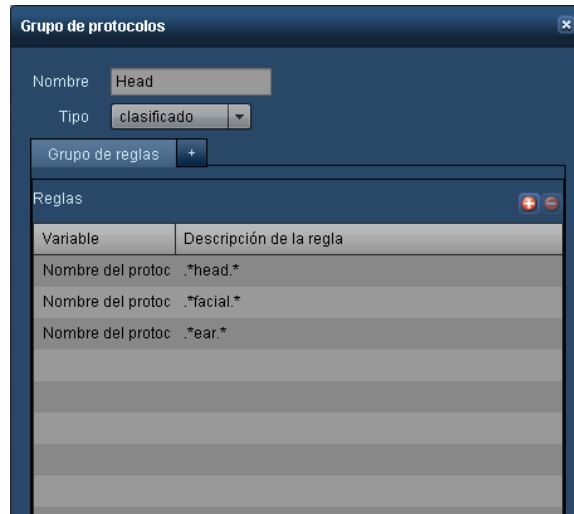 Grupo de protocolos
Nombre Head
Tipo clasificado
Grupo de reglas +
Reglas
Variable Descripción de la regla
Nombre del protoc .*head.*
Nombre del protoc .*facial.*
Nombre del protoc .*ear.*